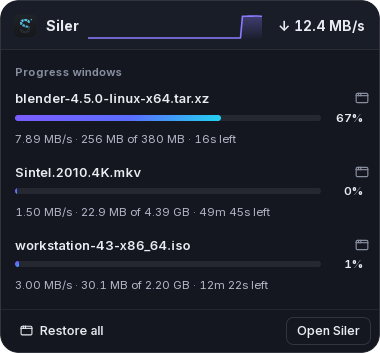 Siler
↓ 12.4 MB/s
Progress windows
blender-4.5.0-linux-x64.tar.xz
67%
7.89 MB/s · 256 MB of 380 MB · 16s left
Sintel.2010.4K.mkv
0%
1.50 MB/s · 22.9 MB of 4.39 GB · 49m 45s left
workstation-43-x86_64.iso
1%
3.00 MB/s · 30.1 MB of 2.20 GB · 12m 22s left
Restore all
Open Siler